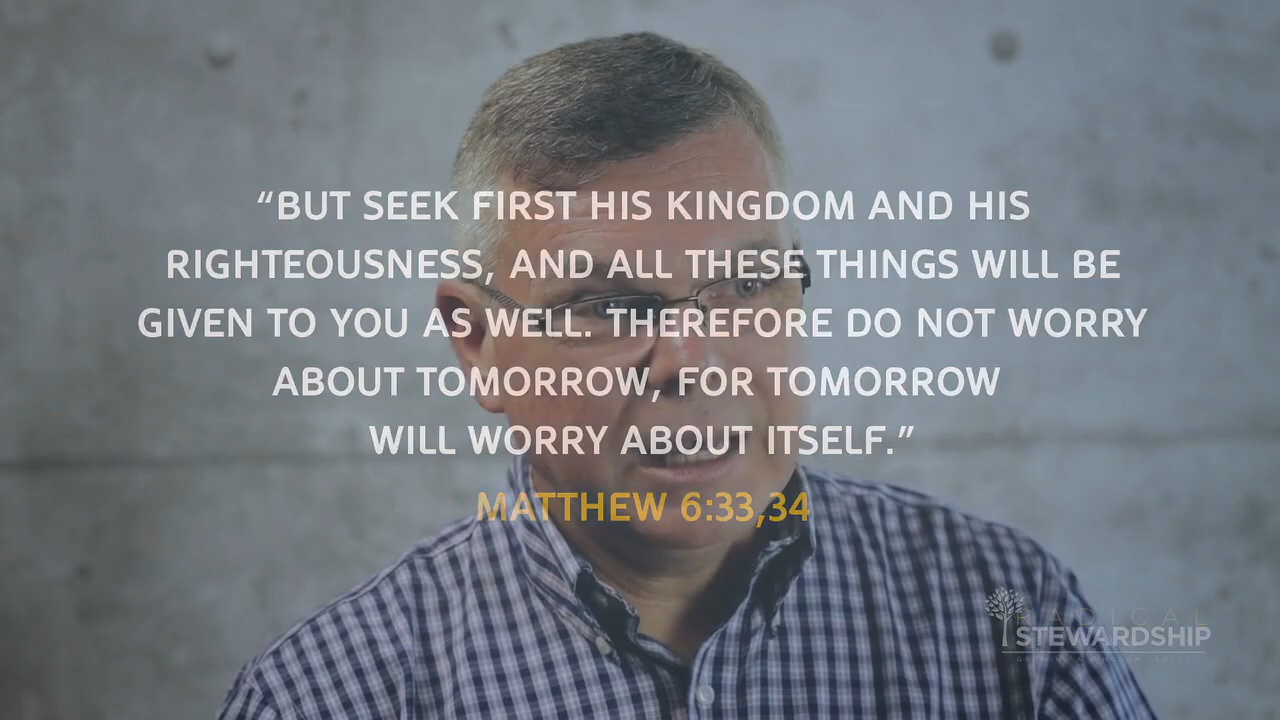 “BUT SEEK FIRST HIS KINGDOM AND HIS
RIGHTEOUSNESS, AND ALL THESE THINGS WILL BE
GIVEN TO YOU AS WELL. THEREFORE DO NOT WORRY
ABOUT TOMORROW, FOR TOMORROW
WILL WORRY ABOUT ITSELF.”
MATTHEW 6:33,34
RADICAL
STEWARDSHIP